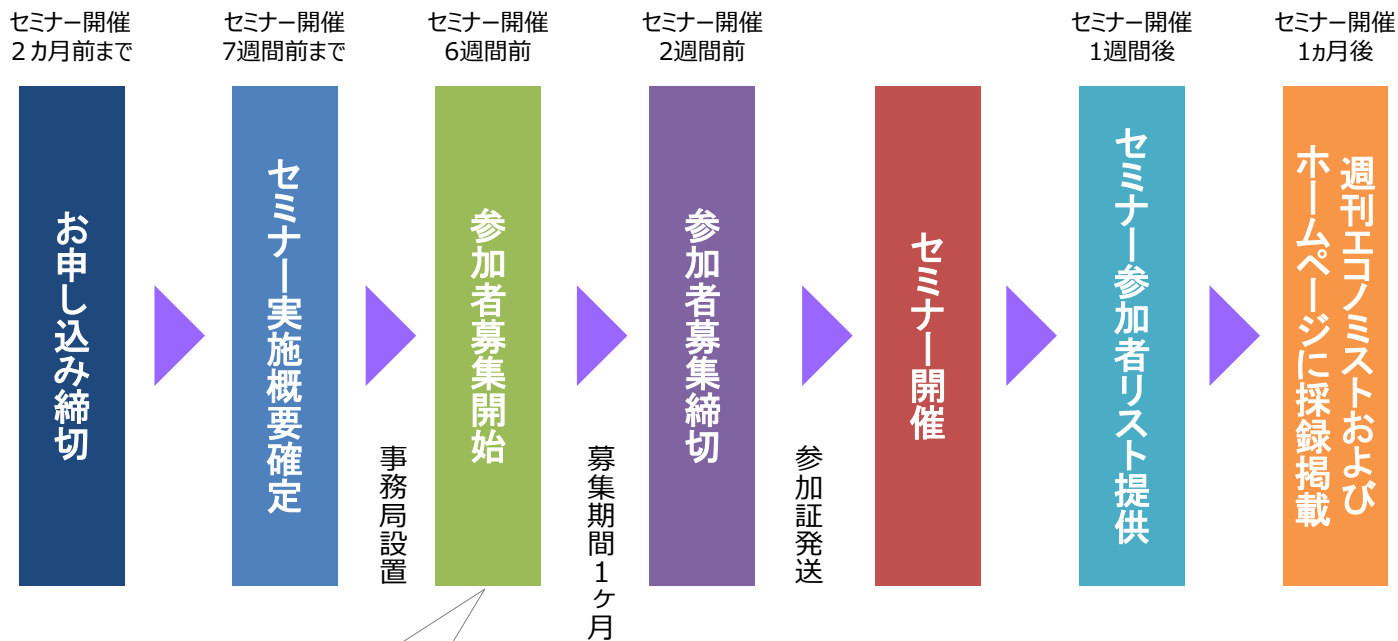 セミナー開催
２カ月前まで
セミナー開催
7週間前まで
セミナー開催
6週間前
セミナー開催
2週間前
セミナー開催
1週間後
セミナー開催
1ヵ月後
お申し込み締切
セミナー実施概要確定
事務局設置
参加者募集開始
募集期間１ヶ月
参加者募集締切
参加証発送
セミナー開催
セミナー参加者リスト提供
週刊エコノミストおよび
ホームページに採録掲載